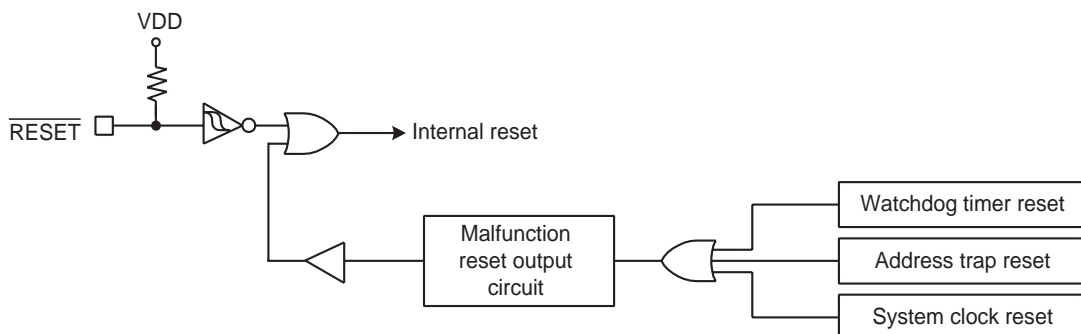 VDD
RESET
Internal reset
Malfunction
reset output
circuit
Watchdog timer reset
Address trap reset
System clock reset